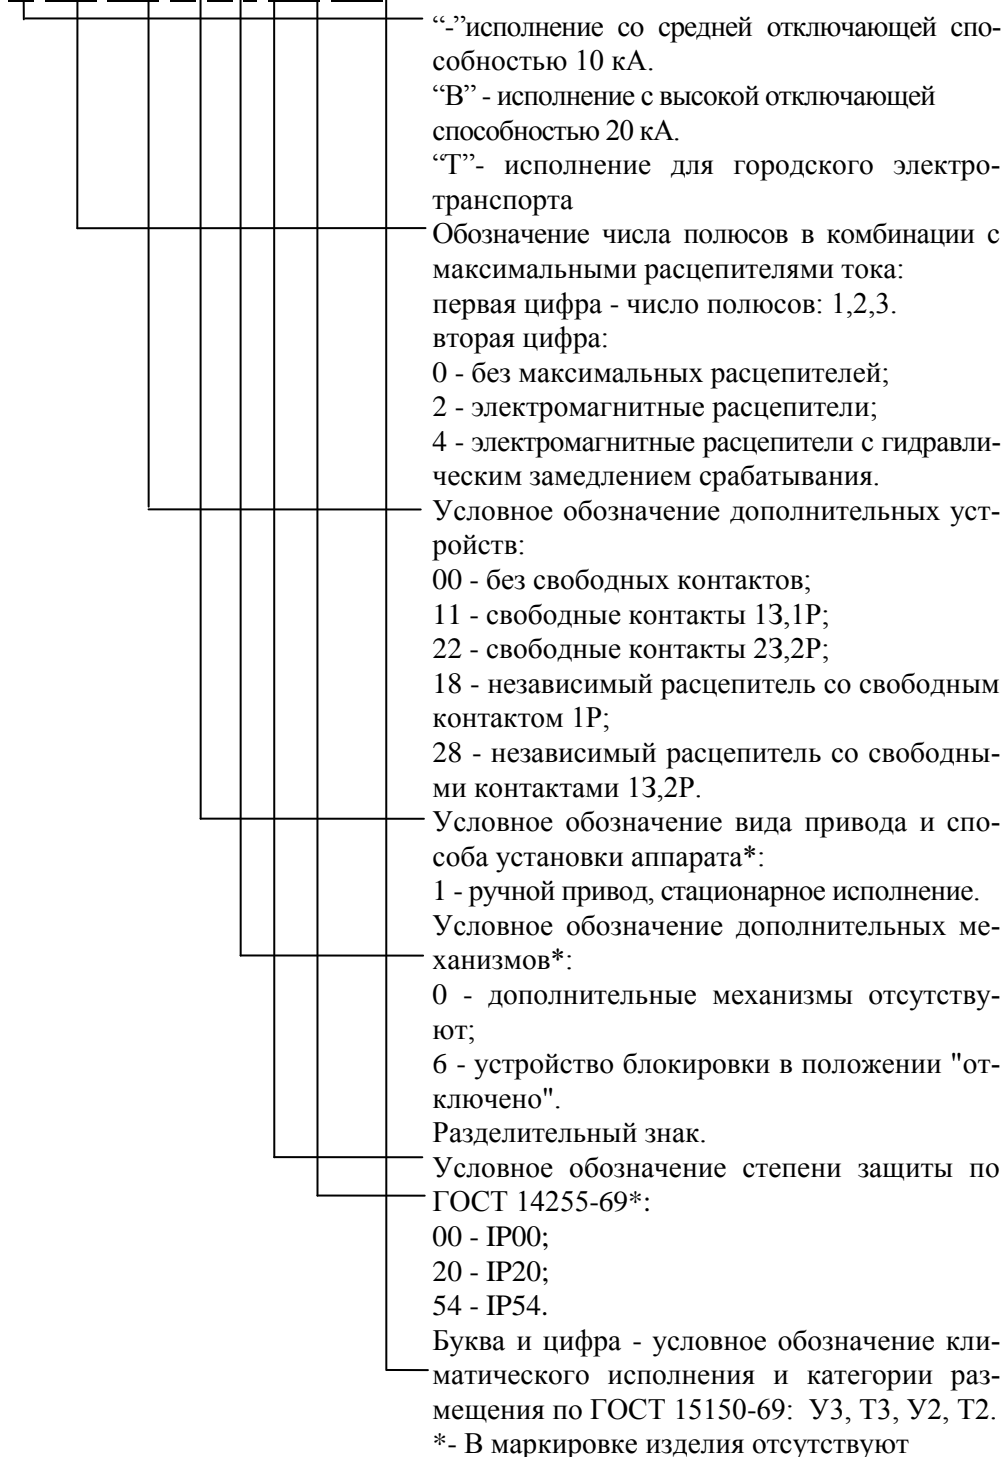 “-”исполнение со средней отключающей спо-
собностью 10 кА.
“В” - исполнение с высокой отключающей
способностью 20 кА.
“Т”- исполнение для городского электро-
транспорта
Обозначение числа полюсов в комбинации с
максимальными расцепителями тока:
первая цифра - число полюсов: 1,2,3.
вторая цифра:
0 - без максимальных расцепителей;
2 - электромагнитные расцепители;
4 - электромагнитные расцепители с гидравли-
ческим замедлением срабатывания.
Условное обозначение дополнительных уст-
ройств:
00 - без свободных контактов;
11 - свободные контакты 1З,1Р;
22 - свободные контакты 2З,2Р;
18 - независимый расцепитель со свободным
контактом 1Р;
28 - независимый расцепитель со свободны-
ми контактами 1З,2Р.
Условное обозначение вида привода и спо-
соба установки аппарата*:
1 - ручной привод, стационарное исполнение.
Условное обозначение дополнительных ме-
ханизмов*:
0 - дополнительные механизмы отсутству-
ют;
6 - устройство блокировки в положении "от-
ключено".
Разделительный знак.
Условное обозначение степени защиты по
ГОСТ 14255-69*:
00 - IP00;
20 - IP20;
54 - IP54.
Буква и цифра - условное обозначение кли-
матического исполнения и категории раз-
мещения по ГОСТ 15150-69: У3, Т3, У2, Т2.
*- В маркировке изделия отсутствуют